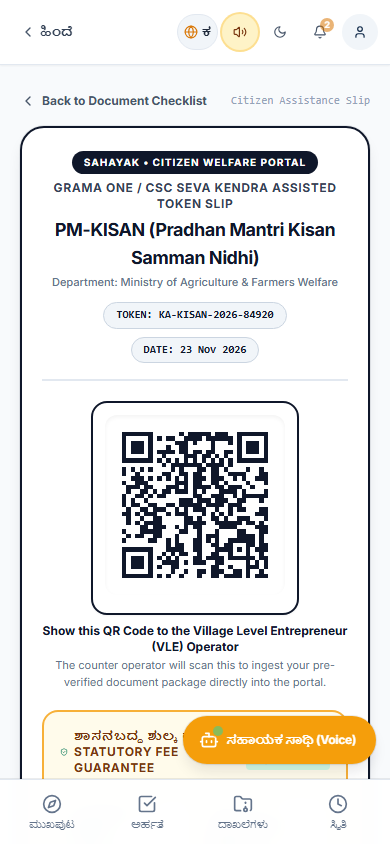 ಹಿಂದೆ
ಕ
2
Back to Document Checklist
Citizen Assistance Slip
SAHAYAK • CITIZEN WELFARE PORTAL
GRAMA ONE / CSC SEVA KENDRA ASSISTED
TOKEN SLIP
PM-KISAN (Pradhan Mantri Kisan
Samman Nidhi)
Department: Ministry of Agriculture & Farmers Welfare
TOKEN: KA-KISAN-2026-84920
DATE: 23 Nov 2026
Show this QR Code to the Village Level Entrepreneur
(VLE) Operator
The counter operator will scan this to ingest your pre-
verified document package directly into the portal.
ಶಾಸನಬದ್ಧ ಶುಲ್ಕ
STATUTORY FEE
GUARANTEE
ಸಹಾಯಕ ಸಾಥಿ (Voice)
ಮುಖಪುಟ
ಅರ್ಹತೆ
ದಾಖಲೆಗಳು
ಸ್ಥಿತಿ